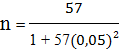 n = 57 / 1 + 57(0,05)²